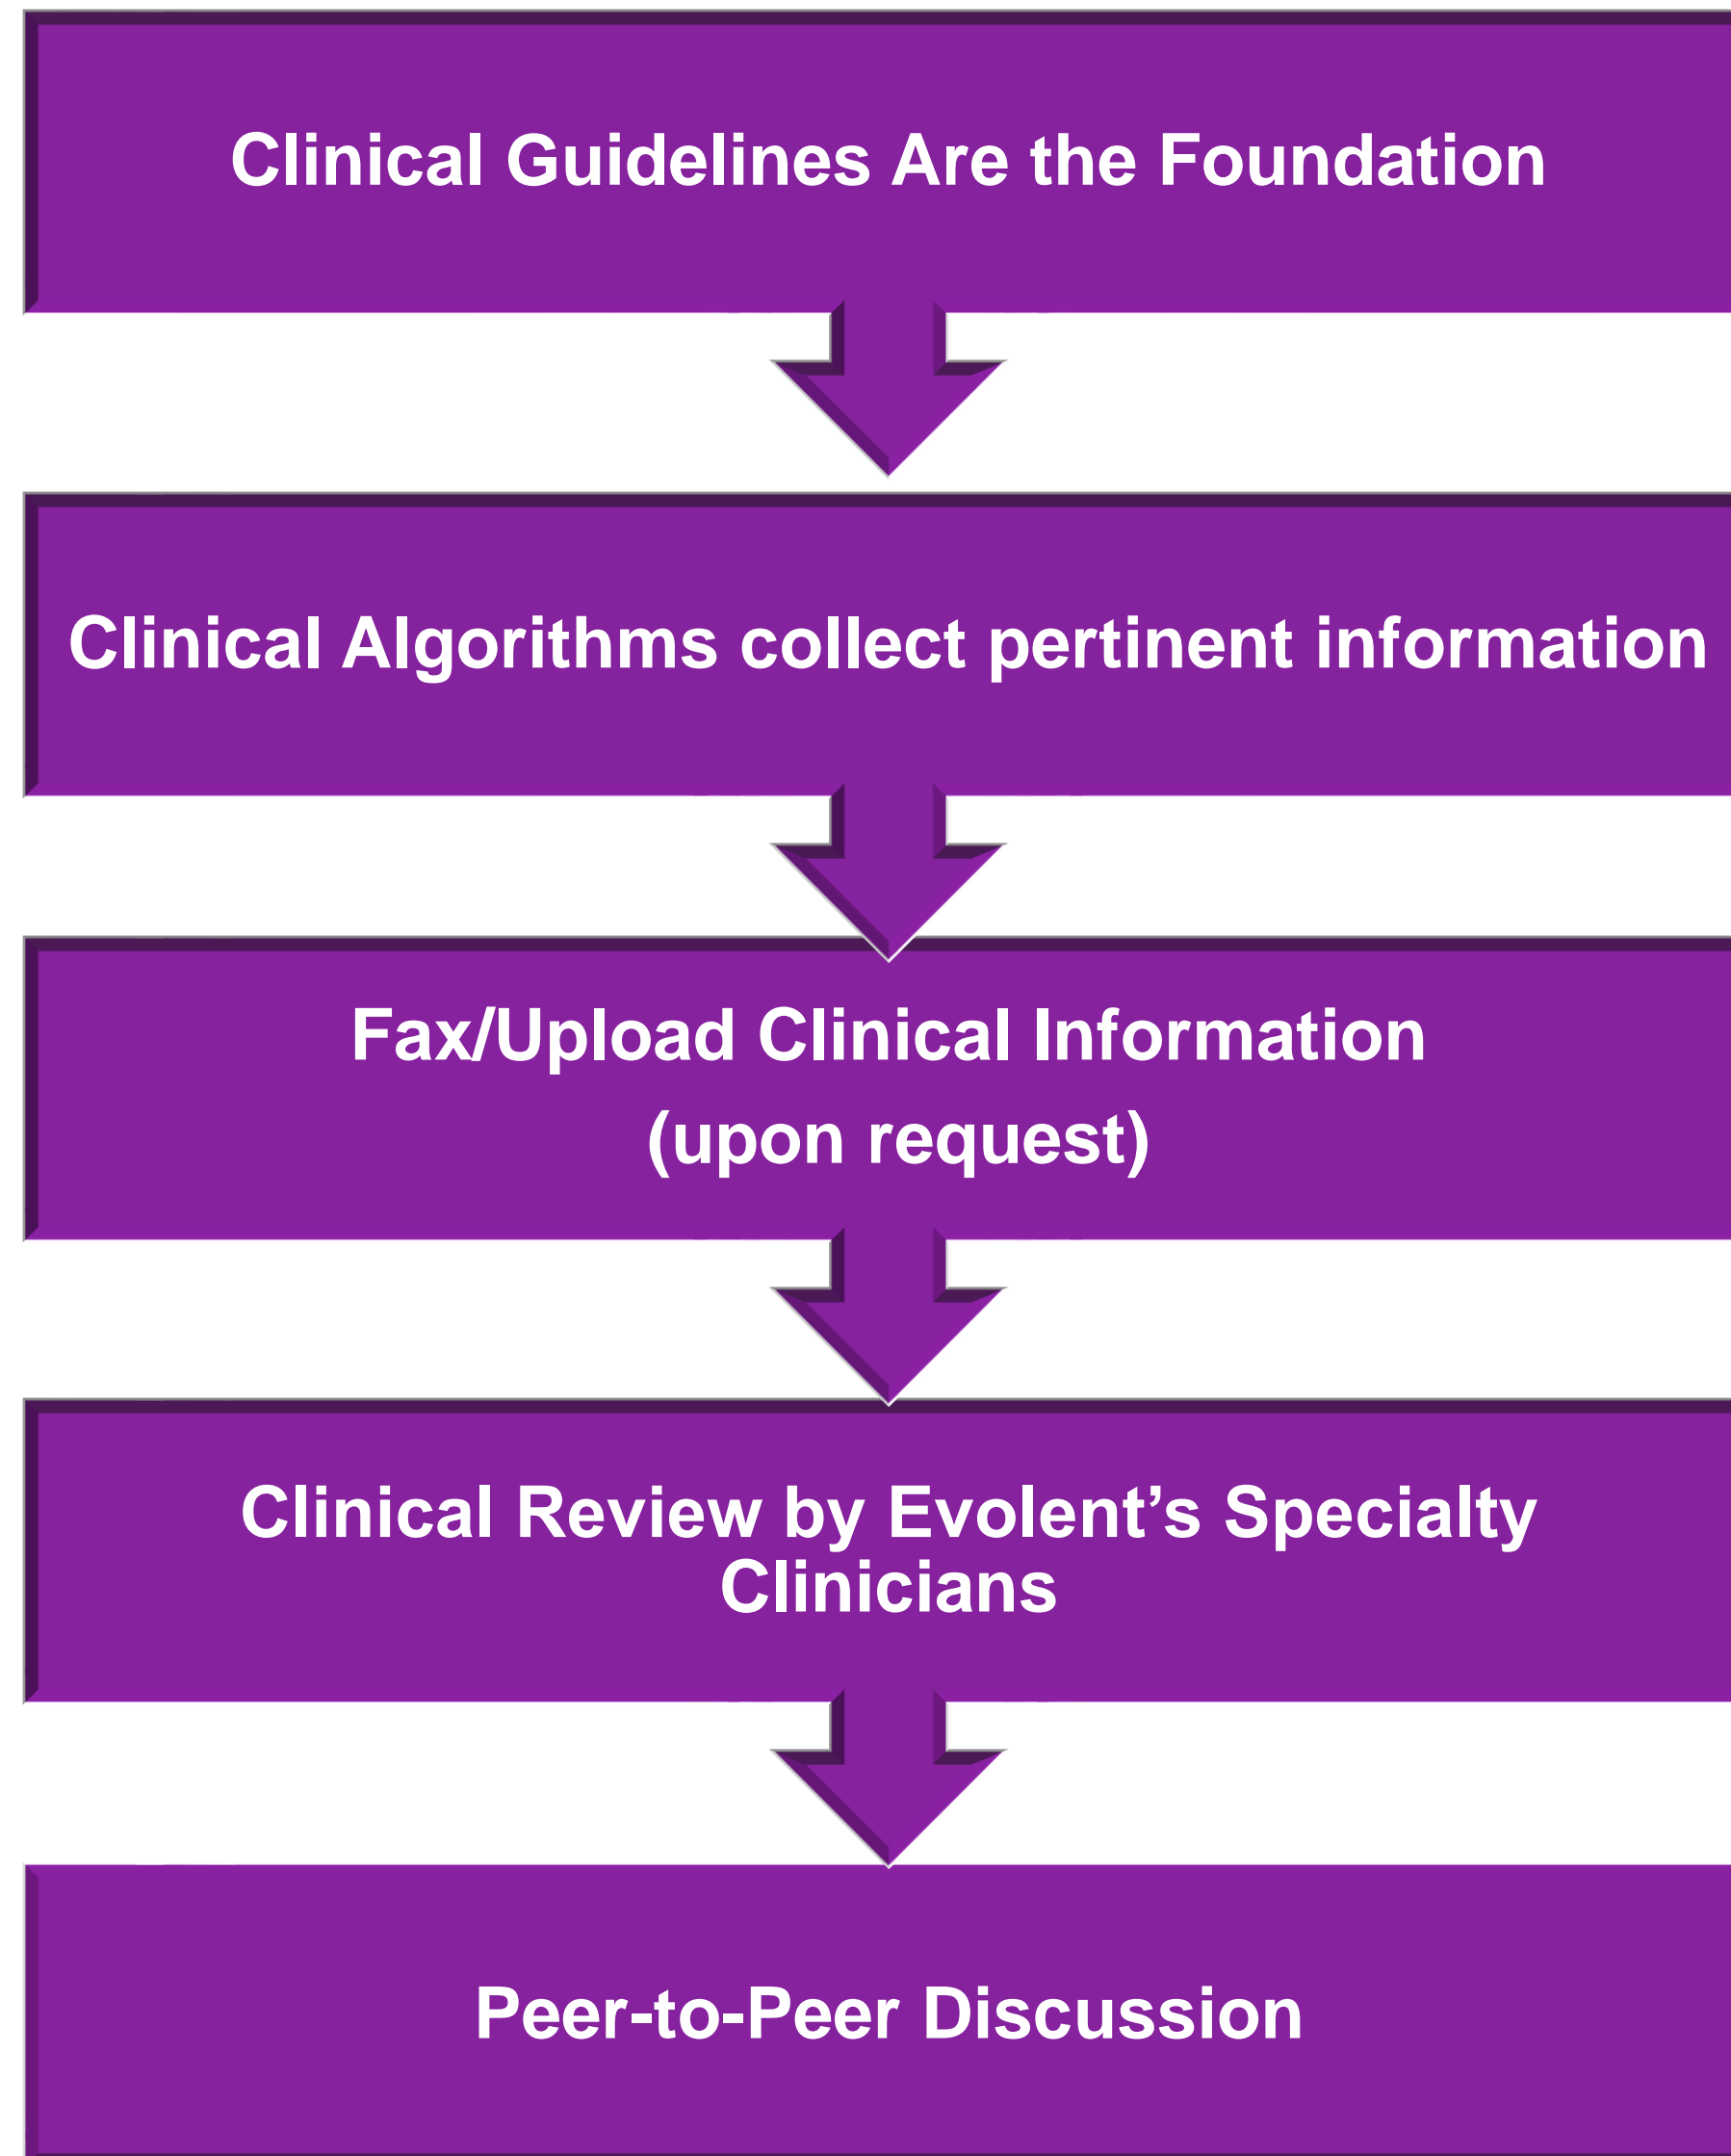 Clinical Guidelines Are the Foundation
Clinical Algorithms collect pertinent information
Fax/Upload Clinical Information
(upon request)
Clinical Review by Evolent’s Specialty
Clinicians
Peer-to-Peer Discussion